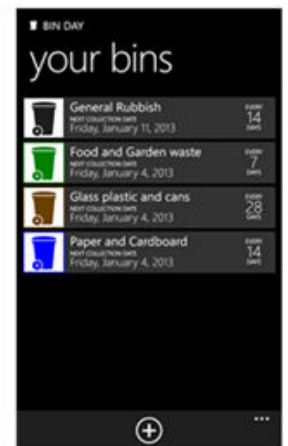 BIN DAY
your bins
General Rubbish
NEXT COLLECTION DATE
Friday, January 11, 2013
EVERY
14
DAYS
Food and Garden waste
NEXT COLLECTION DATE
Friday, January 4, 2013
EVERY
7
DAYS
Glass plastic and cans
NEXT COLLECTION DATE
Friday, January 4, 2013
EVERY
28
DAYS
Paper and Cardboard
NEXT COLLECTION DATE
Friday, January 4, 2013
EVERY
14
DAYS